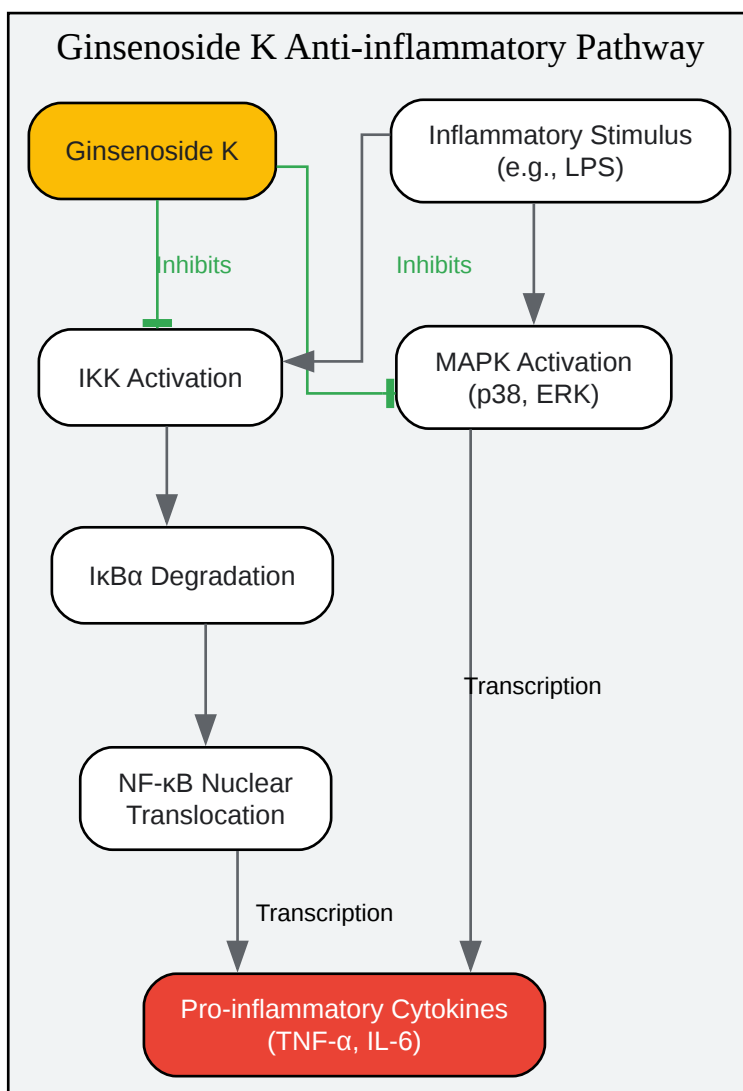 Ginsenoside K Anti-inflammatory Pathway
Ginsenoside K
Inflammatory Stimulus
(e.g., LPS)
Inhibits
Inhibits
IKK Activation
MAPK Activation
(p38, ERK)
IκBα Degradation
Transcription
NF-κB Nuclear
Translocation
Transcription
Pro-inflammatory Cytokines
(TNF-α, IL-6)